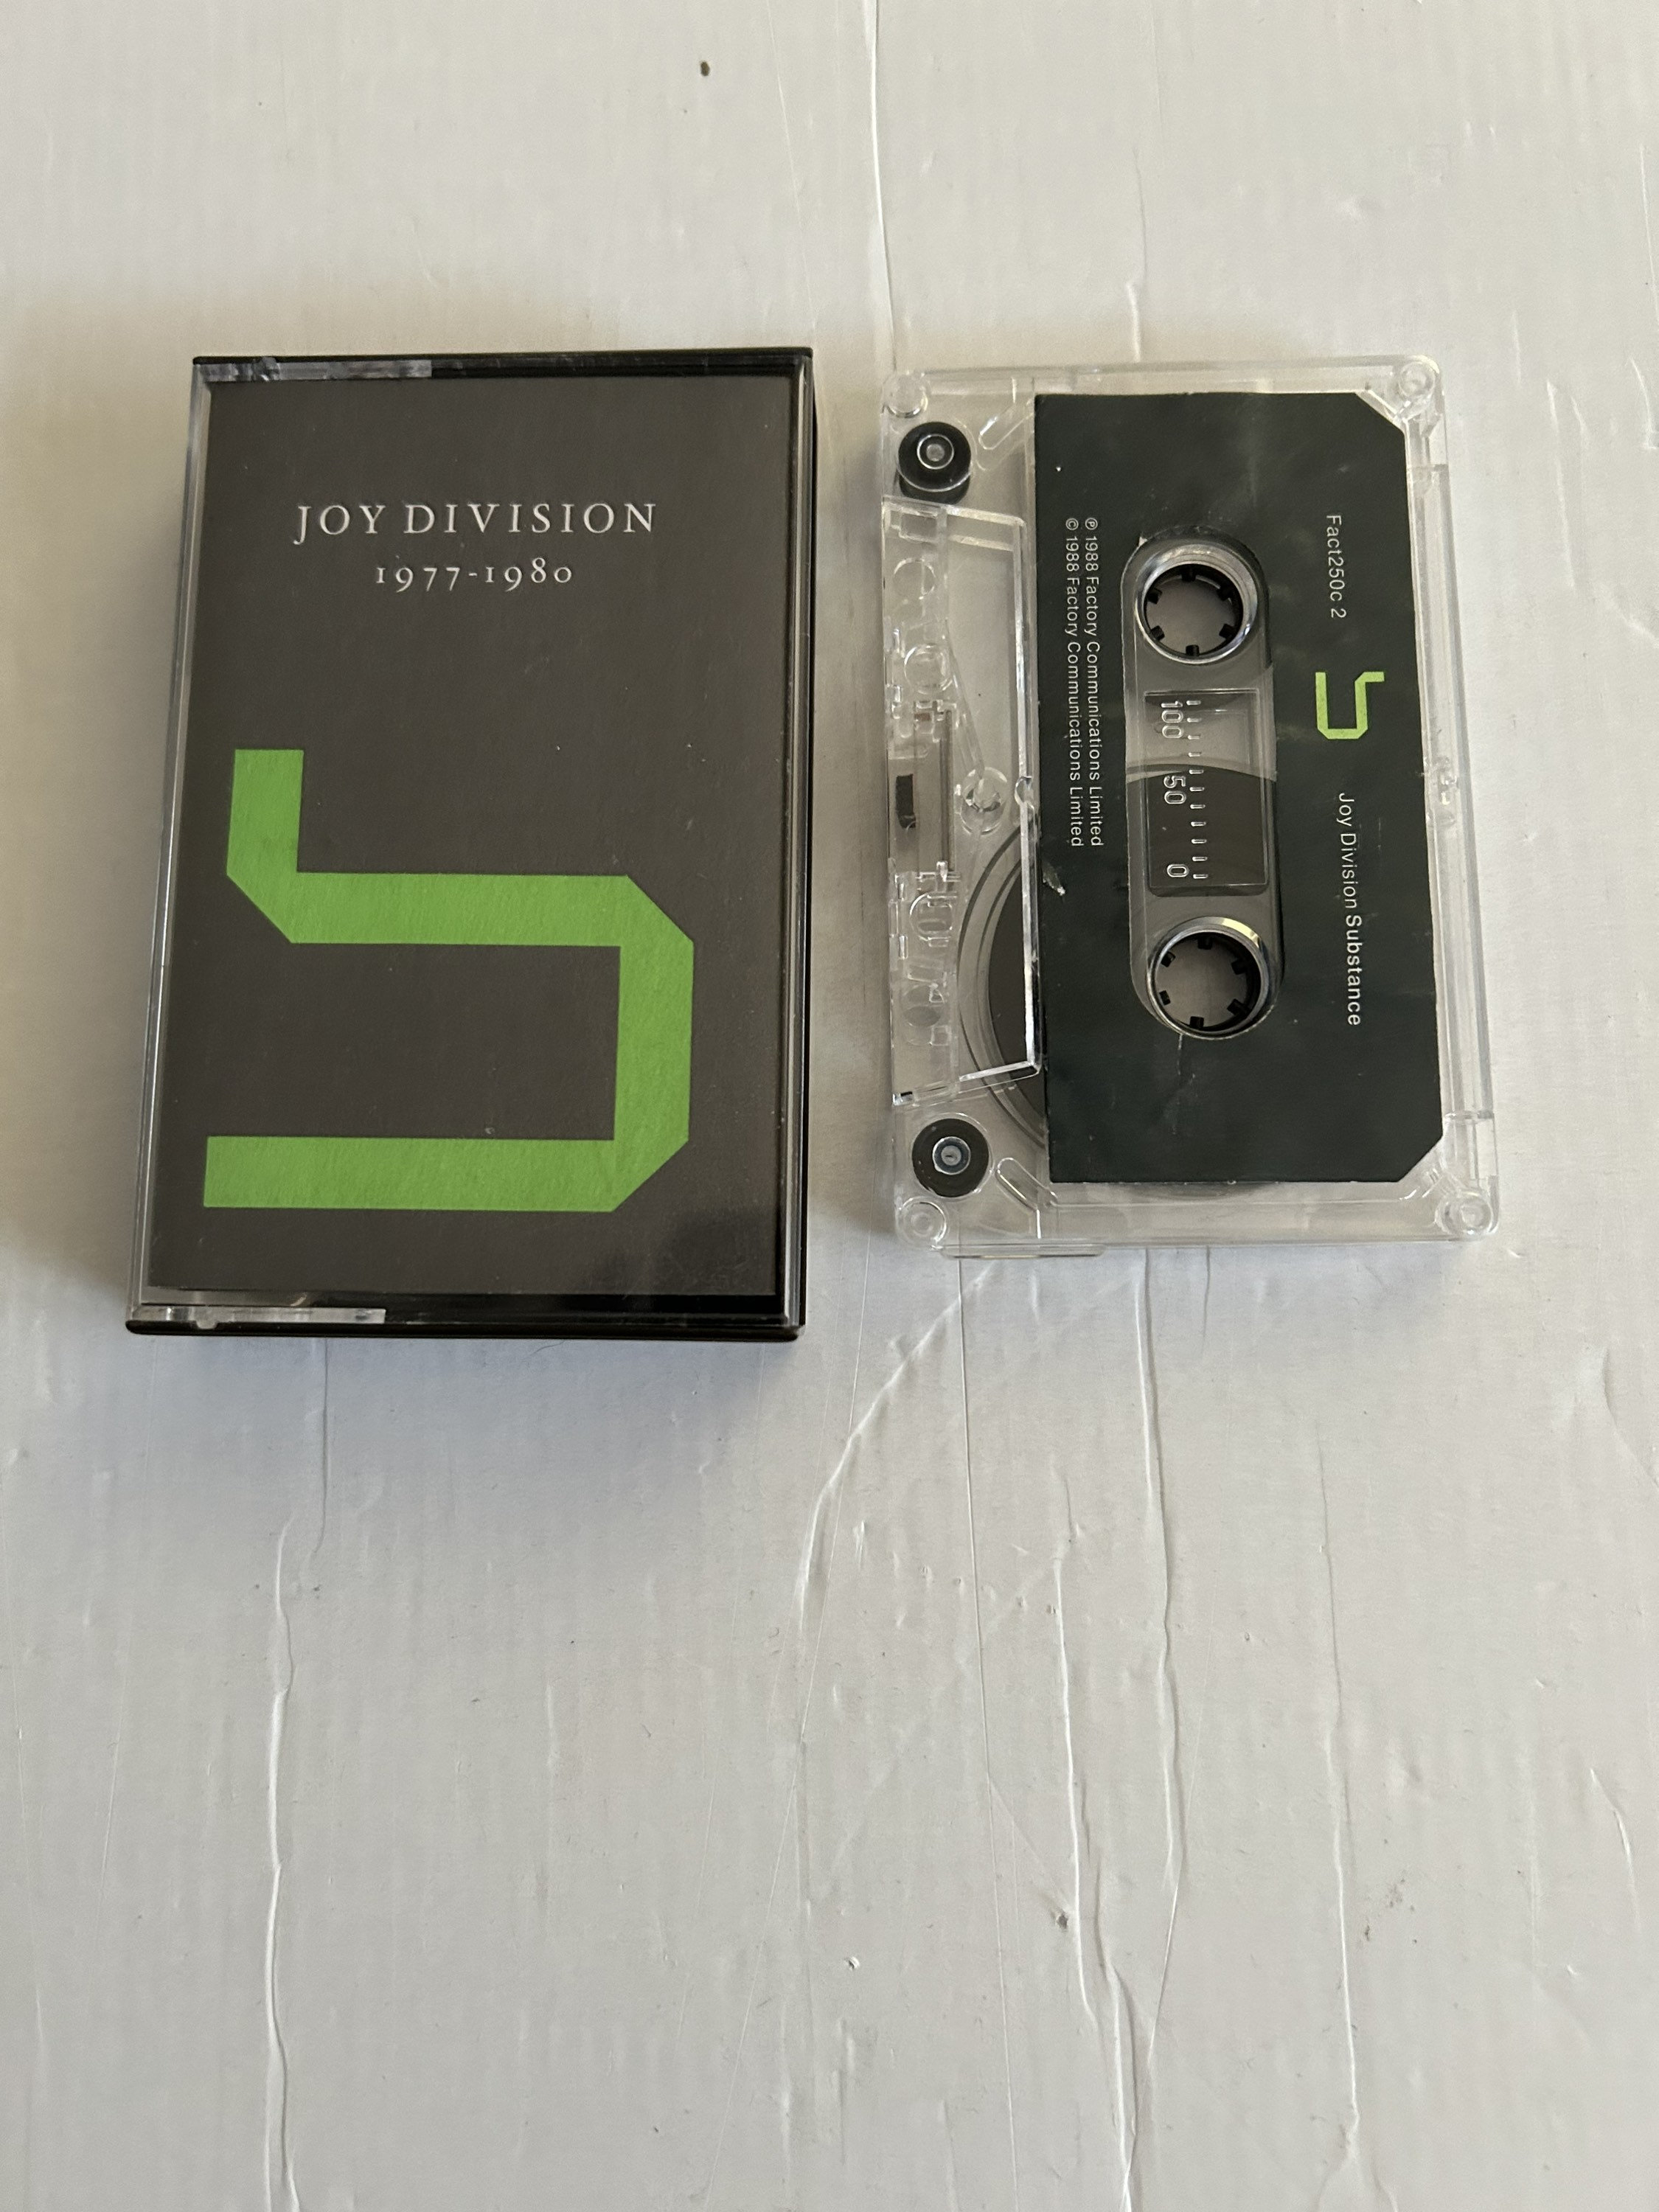 JOY DIVISION
1977-1980
Fact250c 2
Joy Division Substance
100 50 0
℗ 1988 Factory Communications Limited
© 1988 Factory Communications Limited